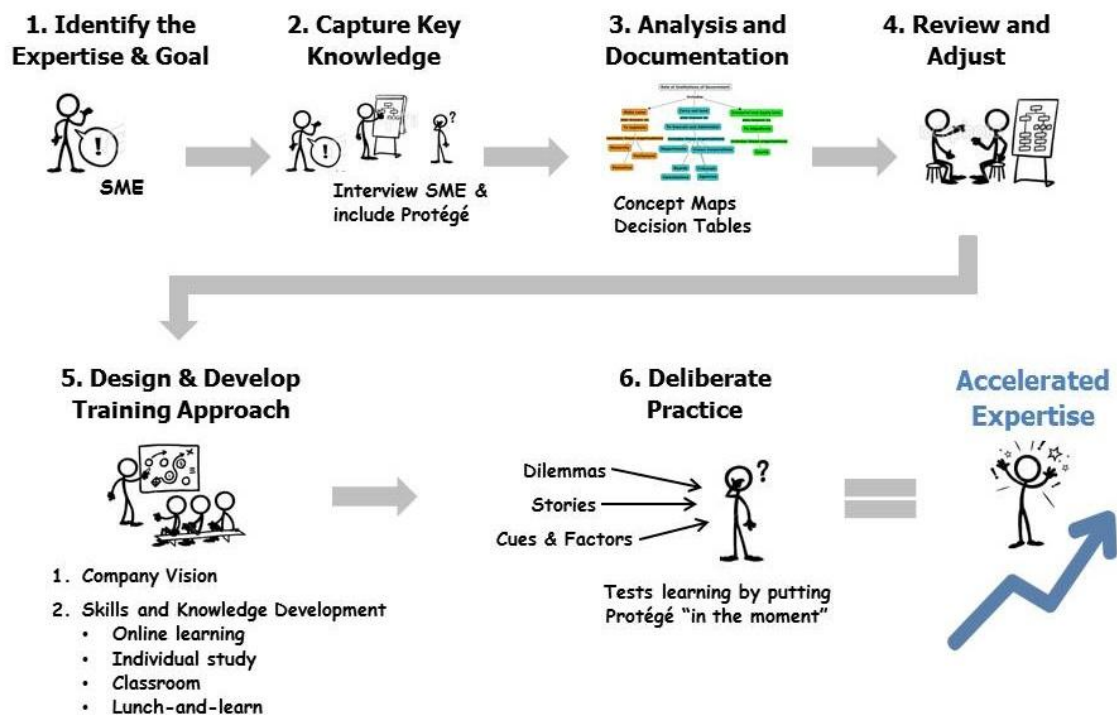 1. Identify the
Expertise & Goal
2. Capture Key
Knowledge
3. Analysis and
Documentation
4. Review and
Adjust
!
SME
!
?
Interview SME &
include Protégé
Concept Maps
Decision Tables
5. Design & Develop
Training Approach
1. Company Vision
2. Skills and Knowledge Development
• Online learning
• Individual study
• Classroom
• Lunch-and-learn
6. Deliberate
Practice
Dilemmas
Stories
Cues & Factors
?
Tests learning by putting
Protégé “in the moment”
Accelerated
Expertise